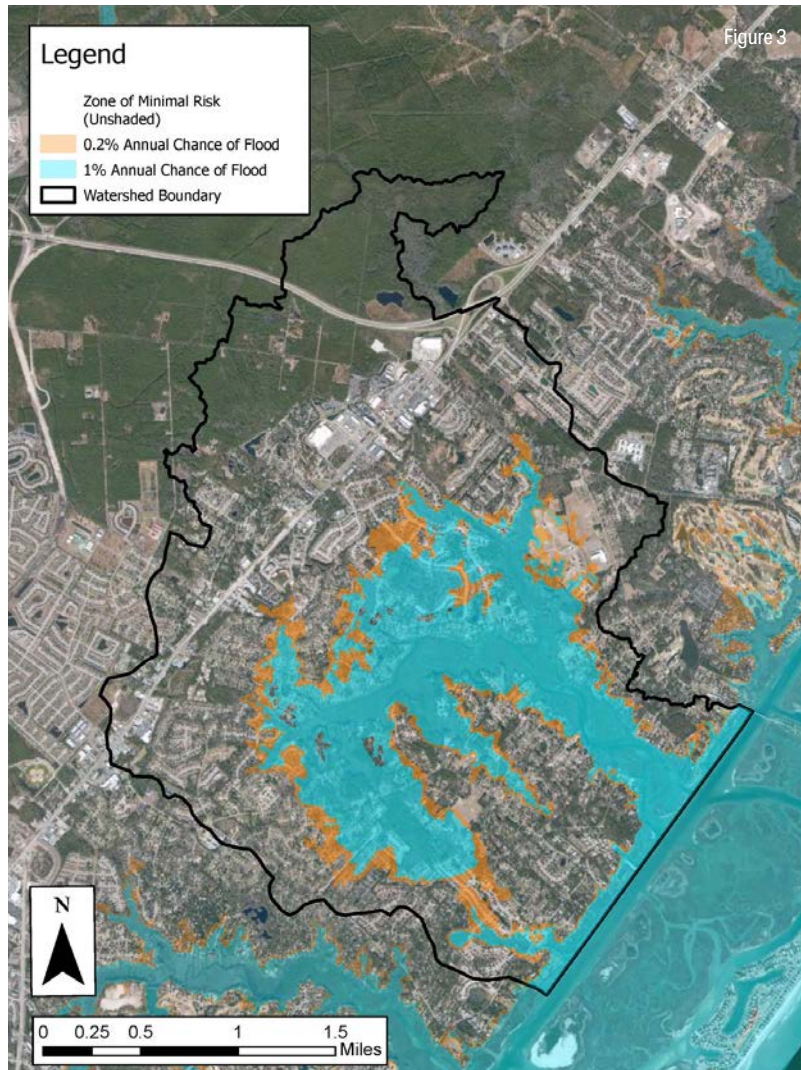 Figure 3
Legend
Zone of Minimal Risk
(Unshaded)
0.2% Annual Chance of Flood
1% Annual Chance of Flood
Watershed Boundary
N
0 0.25 0.5 1 1.5
Miles